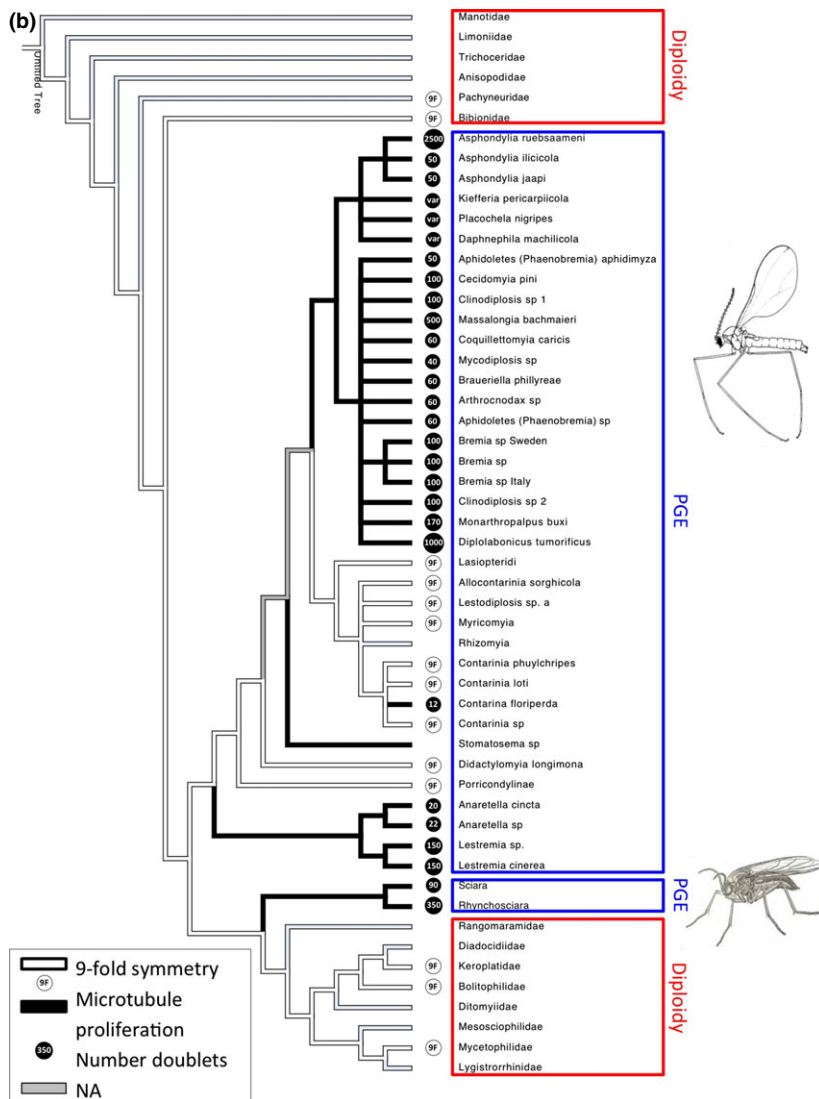 (b)
Untitled Tree
Manotidae
Limoniidae
Trichoceridae
Anisopodidae
9F Pachyneuridae
9F Bibionidae
Diploidy
2500 Asphondylia ruebsaameni
50 Asphondylia ilicicola
50 Asphondylia jaapi
var Kiefferia pericarpiicola
var Placochela nigripes
var Daphnephila machilicola
50 Aphidoletes (Phaenobremia) aphidimyza
100 Cecidomyia pini
100 Clinodiplosis sp 1
500 Massalongia bachmaieri
60 Coquillettomyia caricis
40 Mycodiplosis sp
60 Braueriella phillyreae
60 Arthrocnodax sp
60 Aphidoletes (Phaenobremia) sp
100 Bremia sp Sweden
100 Bremia sp
100 Bremia sp Italy
100 Clinodiplosis sp 2
170 Monarthropalpus buxi
1000 Diplolabonicus tumorificus
9F Lasiopteridi
9F Allocontarinia sorghicola
9F Lestodiplosis sp. a
9F Myricomyia
Rhizomyia
9F Contarinia phuylchripes
9F Contarinia loti
12 Contarina floriperda
9F Contarinia sp
Stomatosema sp
9F Didactylomyia longimona
9F Porricondylinae
20 Anaretella cincta
22 Anaretella sp
150 Lestremia sp.
150 Lestremia cinerea
PGE
90 Sciara
350 Rhynchosciara
PGE
Rangomaramidae
Diadocidiidae
9F Keroplatidae
9F Bolitophilidae
Ditomyiidae
Mesosciophilidae
9F Mycetophilidae
Lygistrorrhinidae
Diploidy
9-fold symmetry
9F
Microtubule
proliferation
350 Number doublets
NA